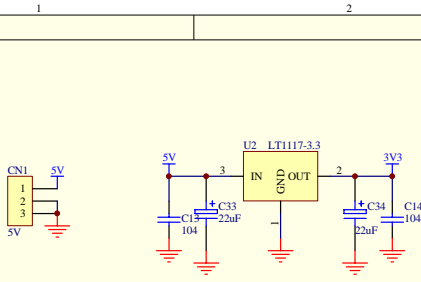 1 2
U2 LT1117-3.3
CN1 5V 5V 3 IN GND OUT 2 3V3
1
2
3
5V
C13
104
C33
22uF
1
C34
22uF
C14
104